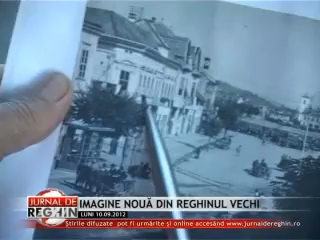 IMAGINE NOUĂ DIN REGHINUL VECHI
JURNAL DE
REGHIN
LUNI 10.09.2012
Știrile difuzate pot fi urmărite și online accesând www.jurnaldereghin.ro